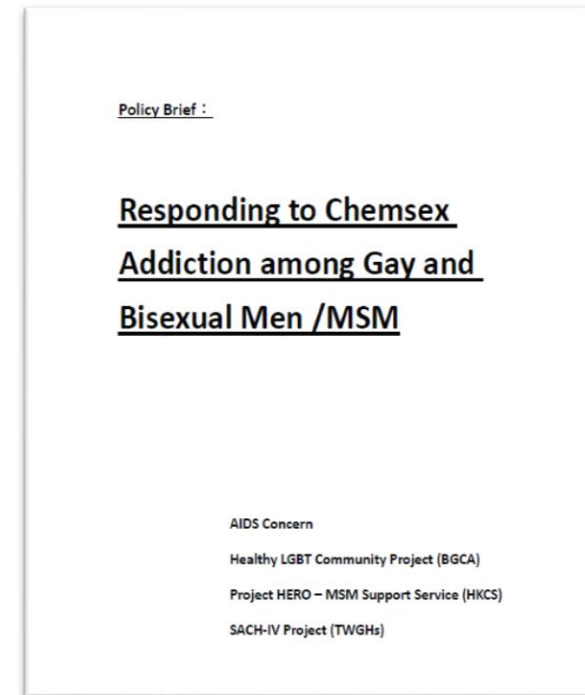 Policy Brief：
Responding to Chemsex
Addiction among Gay and
Bisexual Men /MSM
AIDS Concern
Healthy LGBT Community Project (BGCA)
Project HERO – MSM Support Service (HKCS)
SACH-IV Project (TWGHs)